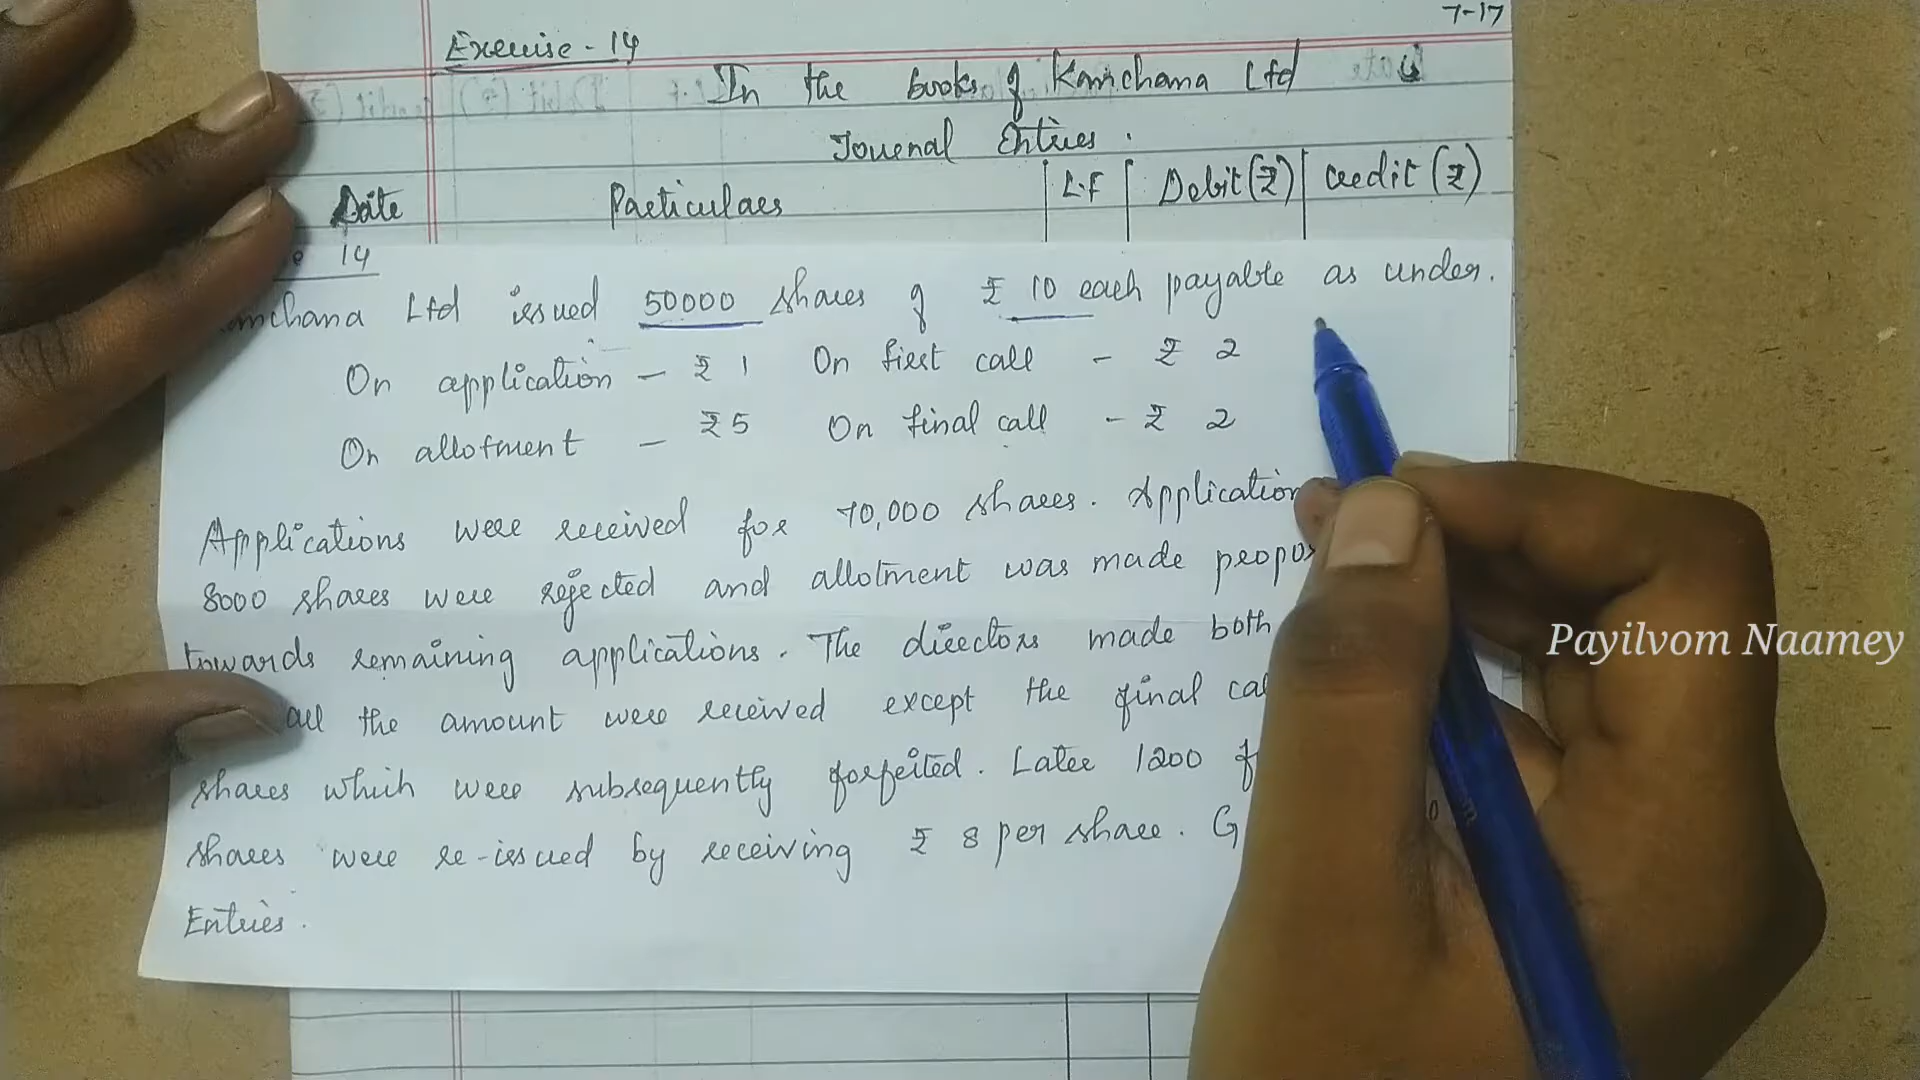 7-17
Exercise - 14
In the books of Kanchana Ltd
Journal Entries .
Date Particulars L.F Debit (₹) Credit (₹)
14
Ltd issued 50000 shares of ₹ 10 each payable as under.
On application - ₹ 1 On first call - ₹ 2
On allotment - ₹5 On final call - ₹ 2
Applications were received for 70,000 shares. Application
8000 shares were rejected and allotment was made
towards remaining applications. The directors made both
all the amount were received except the final
shares which were subsequently forfeited. Later 1200
shares were re-issued by receiving ₹ 8 per share.
Entries.
Payilvom Naamey